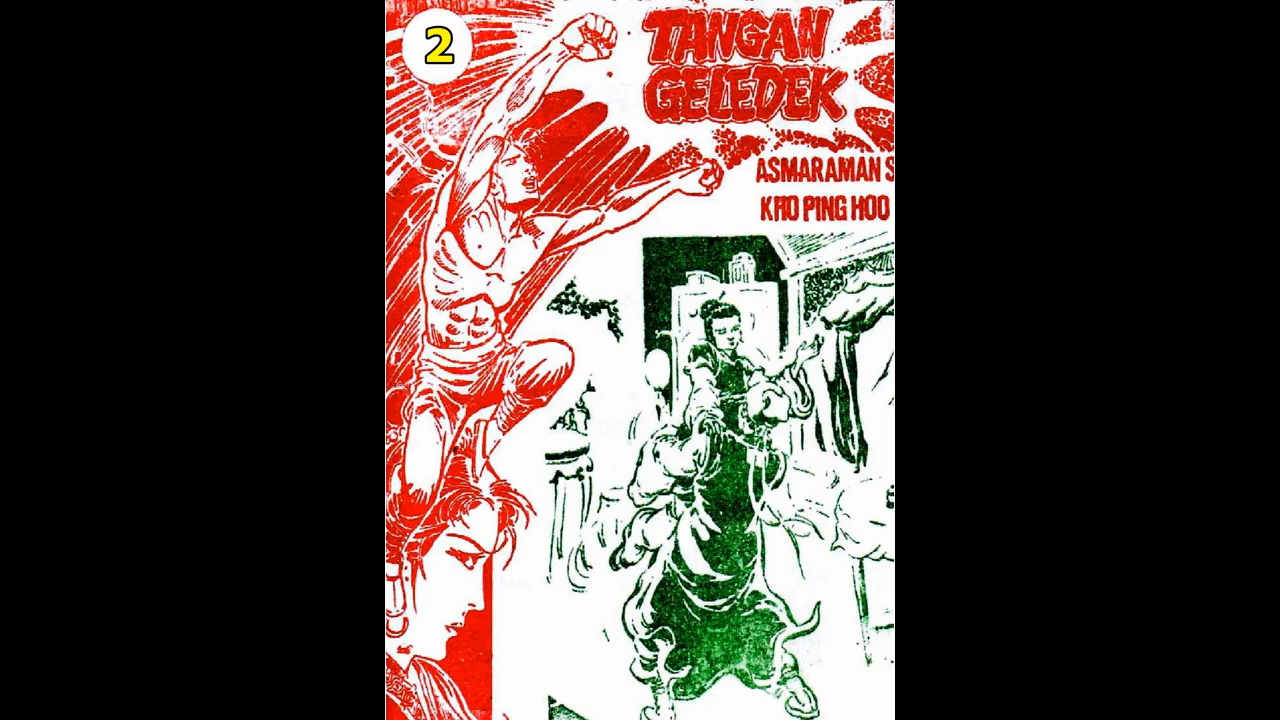 2
TANGAN
GELEDEK
ASMARAMAN S
KHO PING HOO